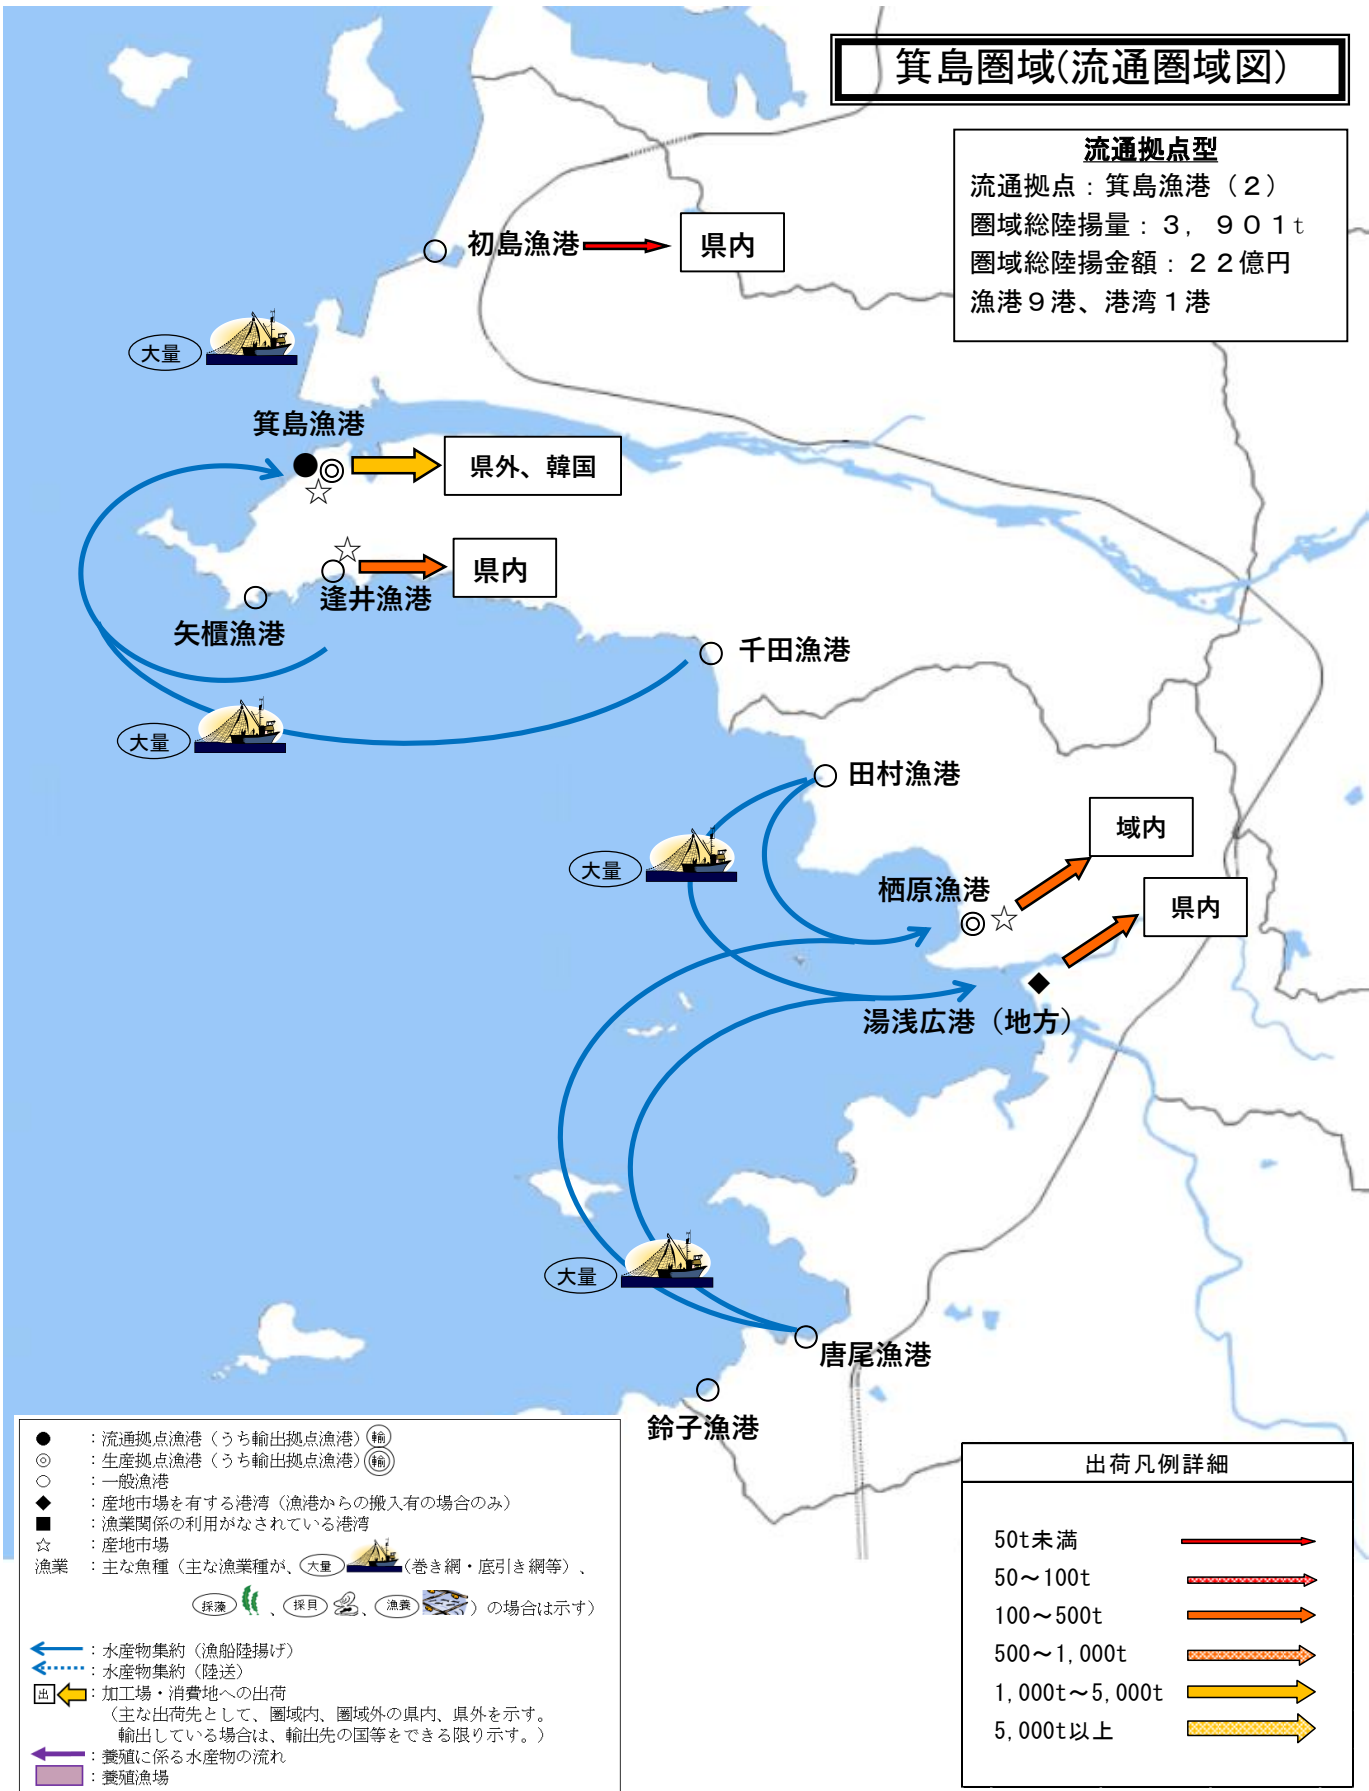 箕島圏域(流通圏域図)
流通拠点型
流通拠点：箕島漁港（２）
圏域総陸揚量：３，９０１t
圏域総陸揚金額：２２億円
漁港９港、港湾１港
初島漁港
県内
大量
箕島漁港
県外、韓国
県内
逢井漁港
矢櫃漁港
千田漁港
大量
田村漁港
域内
大量
栖原漁港
県内
湯浅広港（地方）
大量
唐尾漁港
鈴子漁港
●：流通拠点漁港（うち輸出拠点漁港）輸
◎：生産拠点漁港（うち輸出拠点漁港）輸
○：一般漁港
◆：産地市場を有する港湾（漁港からの搬入有の場合のみ）
■：漁業関係の利用がなされている港湾
☆：産地市場
漁業：主な魚種（主な漁業種が、大量（巻き網・底引き網等）、
採藻、採貝、漁養）の場合は示す）
：水産物集約（漁船陸揚げ）
：水産物集約（陸送）
出：加工場・消費地への出荷
（主な出荷先として、圏域内、圏域外の県内、県外を示す。
輸出している場合は、輸出先の国等をできる限り示す。）
：養殖に係る水産物の流れ
：養殖漁場
出荷凡例詳細
50t未満
50～100t
100～500t
500～1,000t
1,000t～5,000t
5,000t以上